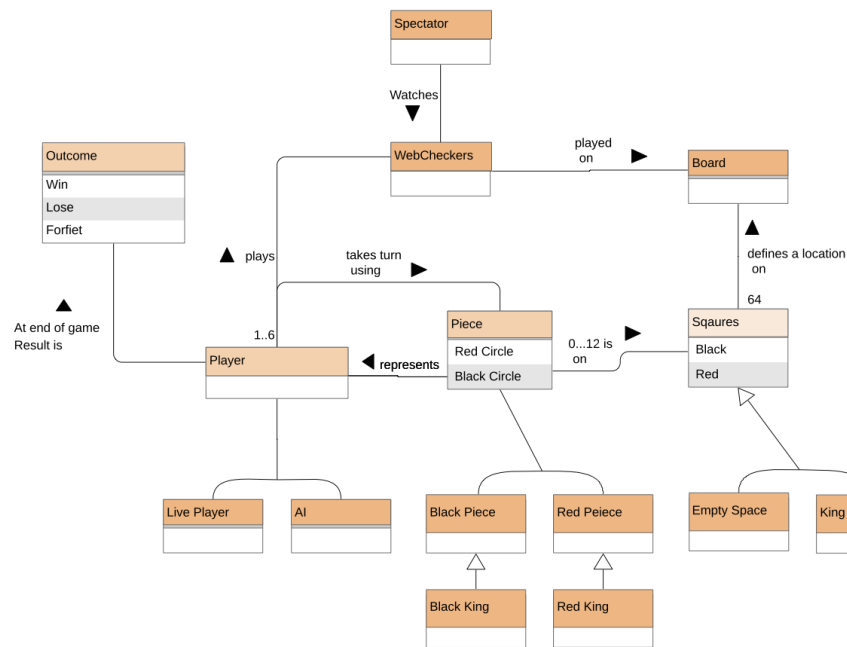 Spectator
Watches
WebCheckers
played
on
Board
Outcome
Win
Lose
Forfiet
plays
takes turn
using
defines a location
on
64
At end of game
Result is
1..6
Player
Piece
Red Circle
Black Circle
represents
0...12 is
on
Sqaures
Black
Red
Live Player
AI
Black Piece
Red Peiece
Empty Space
King
Black King
Red King